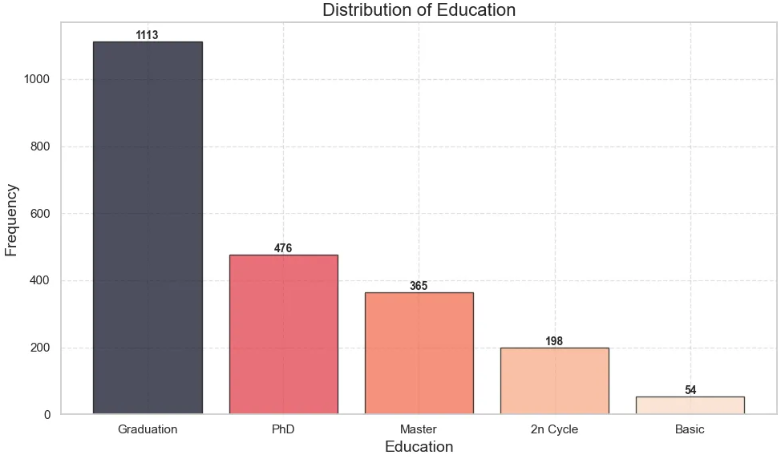 Distribution of Education
Frequency
1000
800
600
400
200
0
1113
476
365
198
54
Graduation PhD Master 2n Cycle Basic
Education